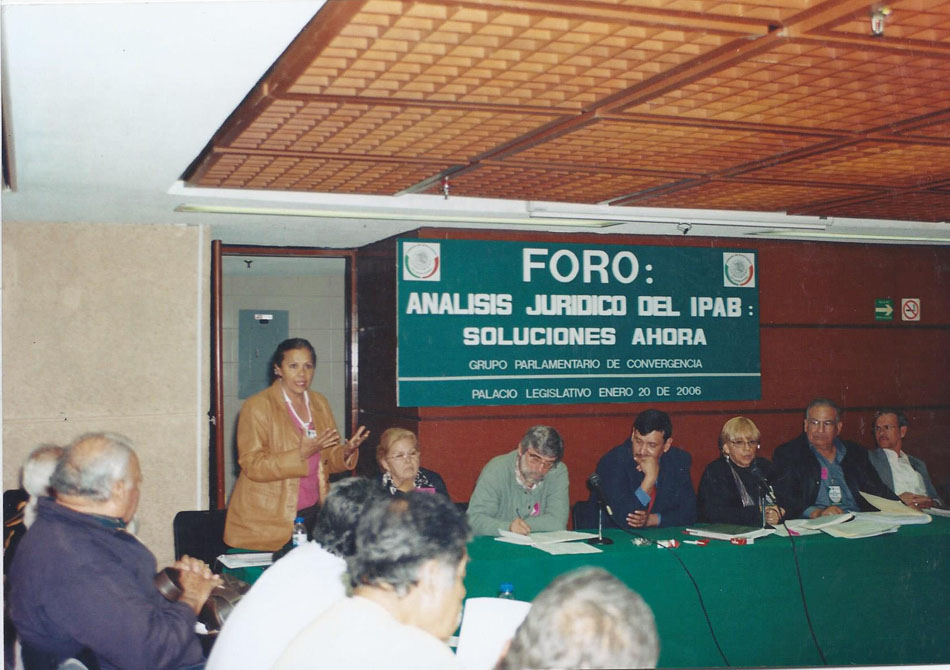 FORO:
ANALISIS JURIDICO DEL IPAB:
SOLUCIONES AHORA
GRUPO PARLAMENTARIO DE CONVERGENCIA
PALACIO LEGISLATIVO ENERO 20 DE 2006